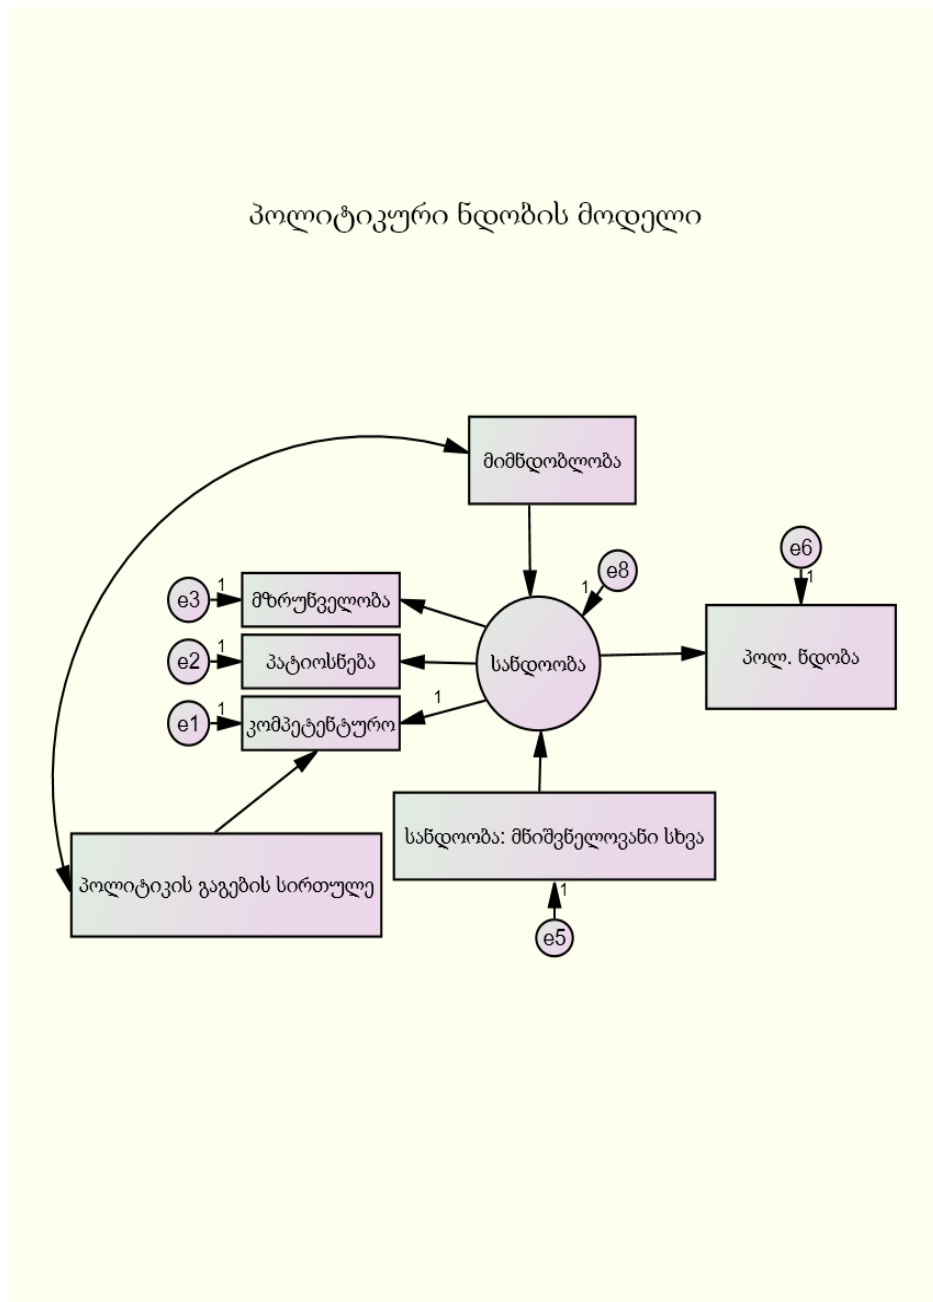 პოლიტიკური ნდობის მოდელი
მიმნდობლობა
e8
1
e6
1
e3
1
მზრუნველობა
e2
1
პატიოსნება
სანდოობა
პოლ. ნდობა
e1
1
კომპეტენტურო
1
სანდოობა: მნიშვნელოვანი სხვა
1
e5
პოლიტიკის გაგების სირთულე